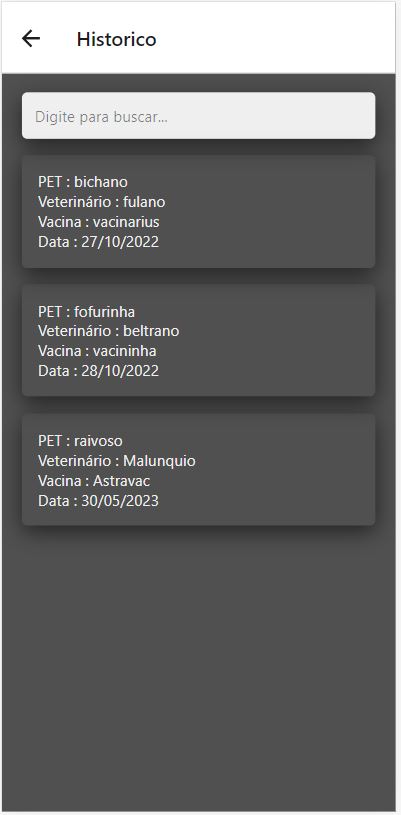 Historico
Digite para buscar...
PET : bichano
Veterinário : fulano
Vacina : vacinarius
Data : 27/10/2022
PET : fofurinha
Veterinário : beltrano
Vacina : vacininha
Data : 28/10/2022
PET : raivoso
Veterinário : Malunquio
Vacina : Astravac
Data : 30/05/2023